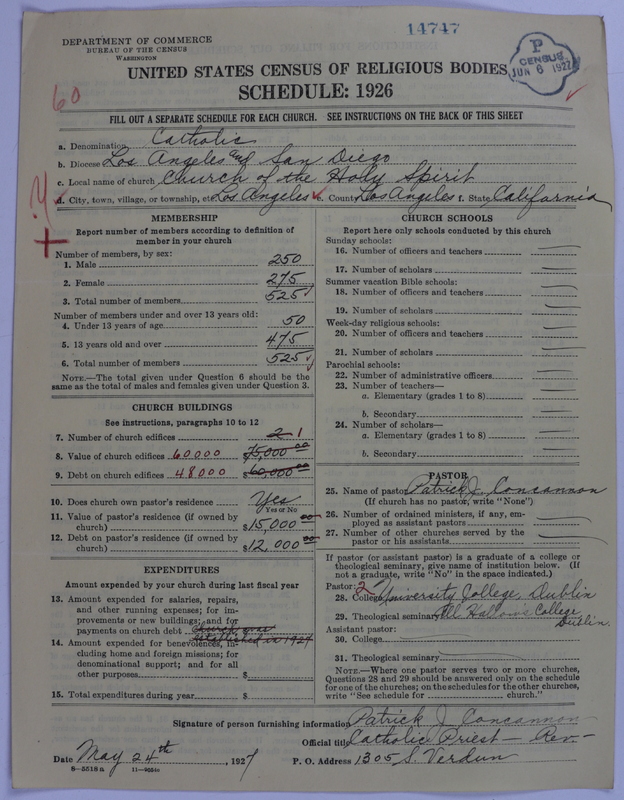 14747
DEPARTMENT OF COMMERCE
BUREAU OF THE CENSUS
WASHINGTON
P
CENSUS
JUN 6 1927
UNITED STATES CENSUS OF RELIGIOUS BODIES
SCHEDULE: 1926
60
FILL OUT A SEPARATE SCHEDULE FOR EACH CHURCH. SEE INSTRUCTIONS ON THE BACK OF THIS SHEET
a. Denomination Catholic
b. Diocese Los Angeles and San Diego
c. Local name of church Church of the Holy Spirit
d. City, town, village, or township, etc. Los Angeles e. County Los Angeles f. State California
MEMBERSHIP
Report number of members according to definition of
member in your church
Number of members, by sex:
1. Male 250
2. Female 275
3. Total number of members 525
Number of members under and over 13 years old:
4. Under 13 years of age 50
5. 13 years old and over 475
6. Total number of members 525
NOTE.—The total given under Question 6 should be the
same as the total of males and females given under Question 3.
CHURCH BUILDINGS
See instructions, paragraphs 10 to 12
7. Number of church edifices 2 1
8. Value of church edifices 60000 $75,000 00
9. Debt on church edifices 48000 $60,000 00
10. Does church own pastor's residence Yes
Yes or No
11. Value of pastor's residence (if owned by
church) $15,000 00
12. Debt on pastor's residence (if owned by
church) $12,000 00
EXPENDITURES
Amount expended by your church during last fiscal year
13. Amount expended for salaries, repairs,
and other running expenses; for im-
provements or new buildings; and for
payments on church debt Church was
established in 1927
14. Amount expended for benevolences, in-
cluding home and foreign missions; for
denominational support; and for all
other purposes $
15. Total expenditures during year $
CHURCH SCHOOLS
Report here only schools conducted by this church
Sunday schools:
16. Number of officers and teachers
17. Number of scholars
Summer vacation Bible schools:
18. Number of officers and teachers
19. Number of scholars
Week-day religious schools:
20. Number of officers and teachers
21. Number of scholars
Parochial schools:
22. Number of administrative officers
23. Number of teachers—
a. Elementary (grades 1 to 8)
b. Secondary
24. Number of scholars—
a. Elementary (grades 1 to 8)
b. Secondary
PASTOR
25. Name of pastor Patrick J. Concannon
(If church has no pastor, write "None")
26. Number of ordained ministers, if any, em-
ployed as assistant pastors
27. Number of other churches served by the
pastor or his assistants
If pastor (or assistant pastor) is a graduate of a college or
theological seminary, give name of institution below. (If
not a graduate, write "No" in the space indicated.)
Pastor: 2
28. College University College, Dublin
29. Theological seminary All Hallows College
Dublin.
Assistant pastor:
30. College
31. Theological seminary
NOTE.—Where one pastor serves two or more churches,
Questions 28 and 29 should be answered only on the schedule
for one of the churches; on the schedules for the other churches,
write "See schedule for church."
Signature of person furnishing information Patrick J Concannon
Official title Catholic Priest — Rev. —
Date May 24th, 1927 P. O. Address 1305 S. Verdun
8—5518a 11—9051a